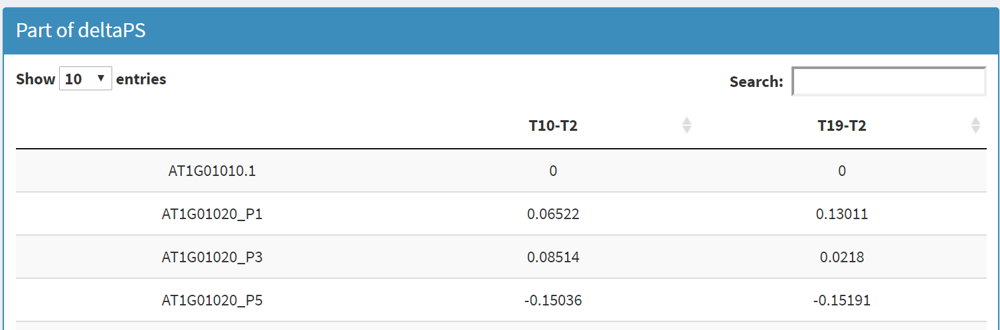 Part of deltaPS
Show 10 entries Search:
T10-T2 T19-T2
AT1G01010.1 0 0
AT1G01020_P1 0.06522 0.13011
AT1G01020_P3 0.08514 0.0218
AT1G01020_P5 -0.15036 -0.15191